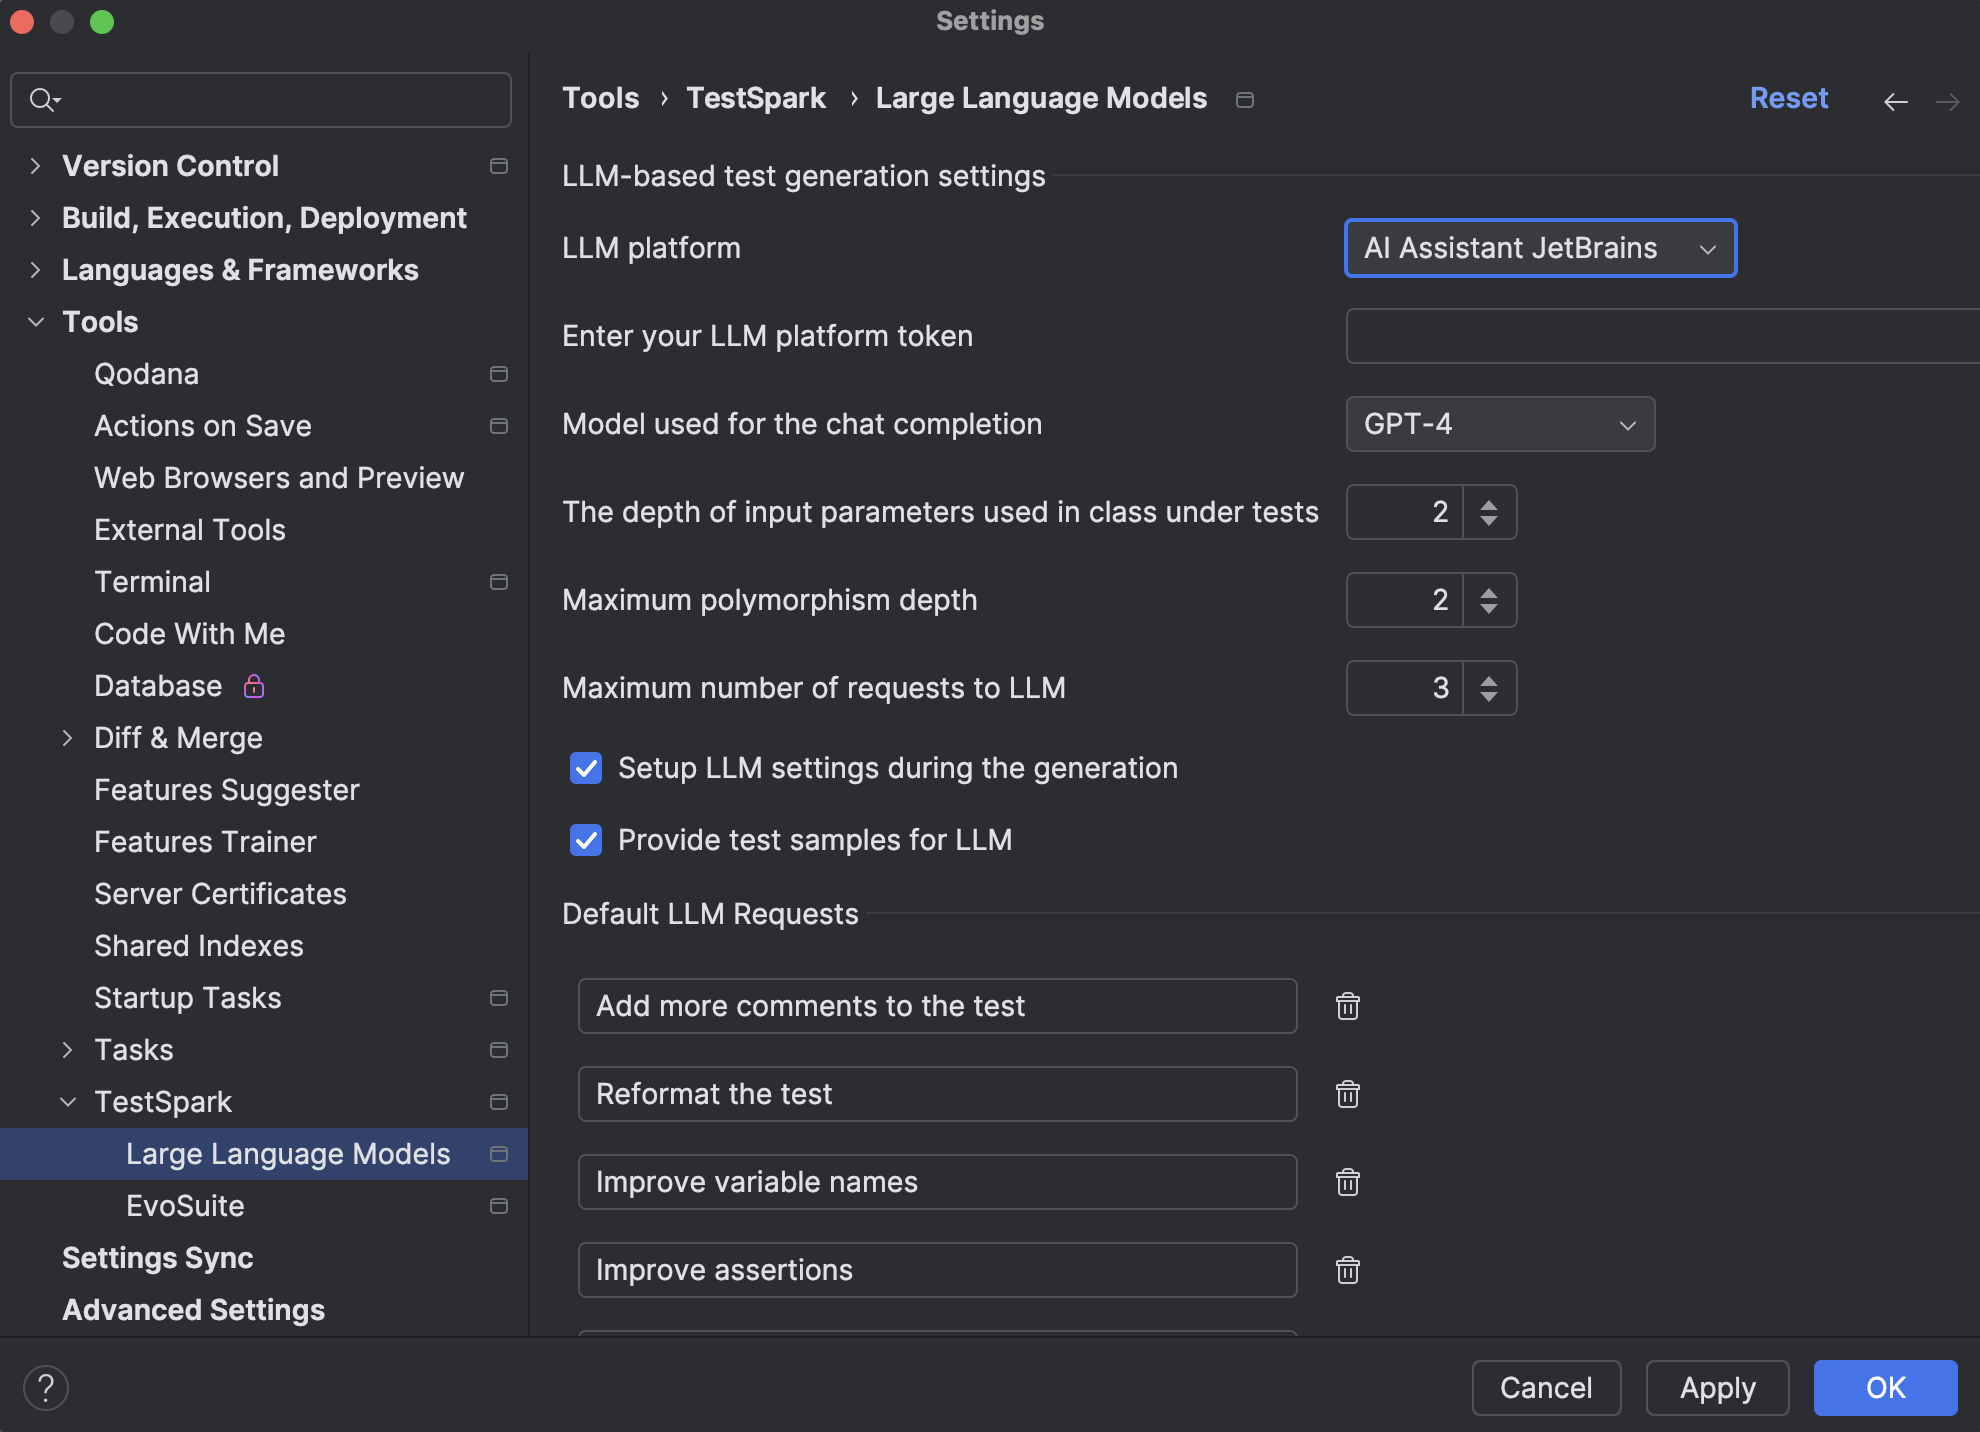 Settings
Version Control
Build, Execution, Deployment
Languages & Frameworks
Tools
Qodana
Actions on Save
Web Browsers and Preview
External Tools
Terminal
Code With Me
Database
Diff & Merge
Features Suggester
Features Trainer
Server Certificates
Shared Indexes
Startup Tasks
Tasks
TestSpark
Large Language Models
EvoSuite
Settings Sync
Advanced Settings
Tools › TestSpark › Large Language Models
Reset
LLM-based test generation settings
LLM platform AI Assistant JetBrains
Enter your LLM platform token
Model used for the chat completion GPT-4
The depth of input parameters used in class under tests 2
Maximum polymorphism depth 2
Maximum number of requests to LLM 3
Setup LLM settings during the generation
Provide test samples for LLM
Default LLM Requests
Add more comments to the test
Reformat the test
Improve variable names
Improve assertions
? Cancel Apply OK